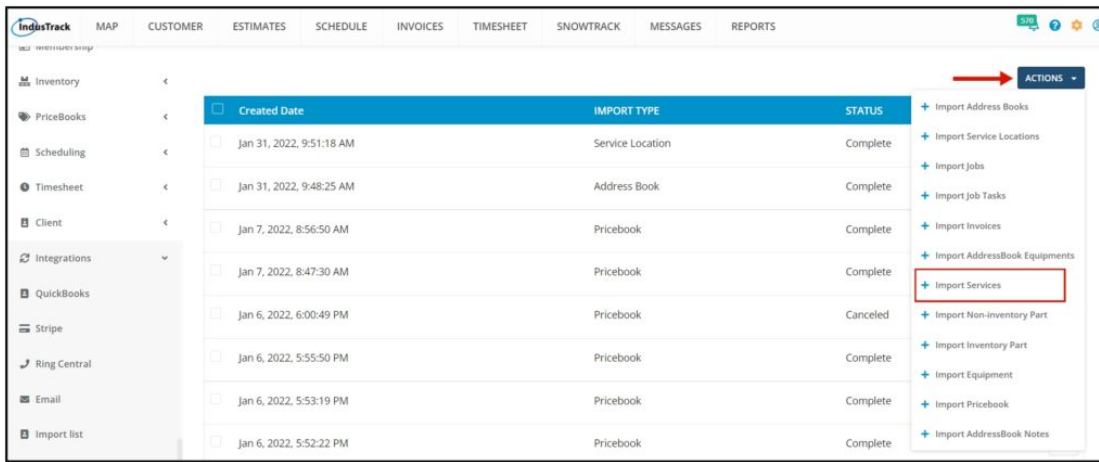 IndusTrack MAP CUSTOMER ESTIMATES SCHEDULE INVOICES TIMESHEET SNOWTRACK MESSAGES REPORTS 570
Membership
Inventory
PriceBooks
Scheduling
Timesheet
Client
Integrations
QuickBooks
Stripe
Ring Central
Email
Import list
ACTIONS
Created Date IMPORT TYPE STATUS
Jan 31, 2022, 9:51:18 AM Service Location Complete
Jan 31, 2022, 9:48:25 AM Address Book Complete
Jan 7, 2022, 8:56:50 AM Pricebook Complete
Jan 7, 2022, 8:47:30 AM Pricebook Complete
Jan 6, 2022, 6:00:49 PM Pricebook Canceled
Jan 6, 2022, 5:55:50 PM Pricebook Complete
Jan 6, 2022, 5:53:19 PM Pricebook Complete
Jan 6, 2022, 5:52:22 PM Pricebook Complete
+ Import Address Books
+ Import Service Locations
+ Import Jobs
+ Import Job Tasks
+ Import Invoices
+ Import AddressBook Equipments
+ Import Services
+ Import Non-inventory Part
+ Import Inventory Part
+ Import Equipment
+ Import Pricebook
+ Import AddressBook Notes